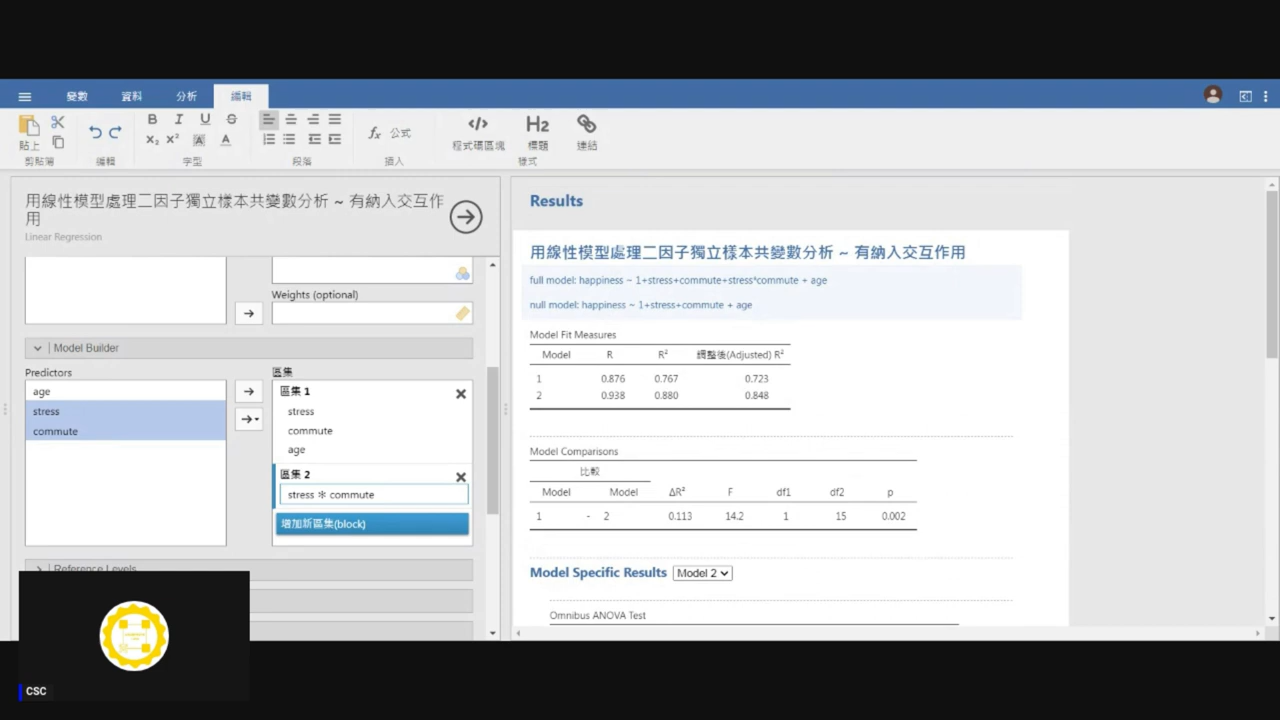 變數 資料 分析 編輯
貼上
剪貼簿
編輯
B I U S
X₂ X² A A
字型
段落
fx 公式
插入
</> H2
程式碼區塊 標題 連結
樣式
用線性模型處理二因子獨立樣本共變數分析 ~ 有納入交互作
用
Linear Regression
Weights (optional)
Model Builder
Predictors
age
stress
commute
區集
區集 1
stress
commute
age
區集 2
stress ✻ commute
增加新區集(block)
Reference Levels
CSC
Results
用線性模型處理二因子獨立樣本共變數分析 ~ 有納入交互作用
full model: happiness ~ 1+stress+commute+stress*commute + age
null model: happiness ~ 1+stress+commute + age
Model Fit Measures
Model R R² 調整後(Adjusted) R²
1 0.876 0.767 0.723
2 0.938 0.880 0.848
Model Comparisons
比較
Model Model ΔR² F df1 df2 p
1 - 2 0.113 14.2 1 15 0.002
Model Specific Results Model 2
Omnibus ANOVA Test